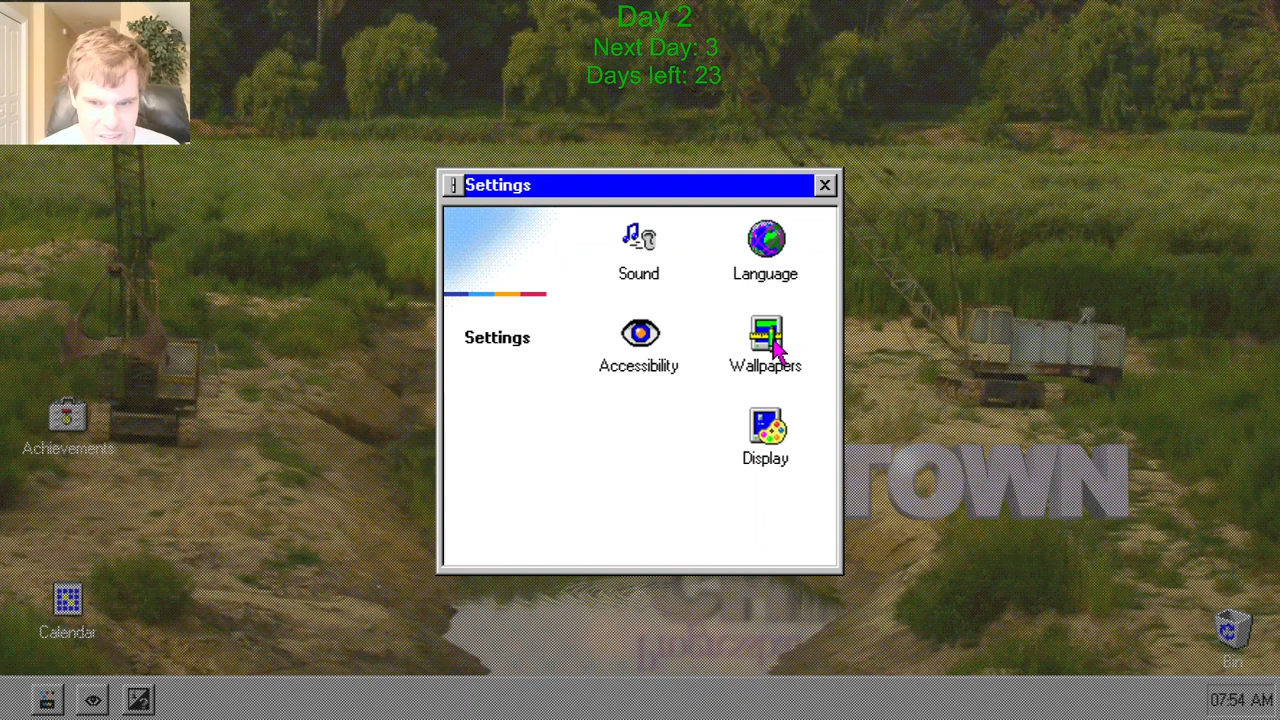 Day 2
Next Day: 3
Days left: 23
Settings
Sound
Language
Settings
Accessibility
Wallpapers
Display
Achievements
TOWN
Calendar
Bin
07:54 AM